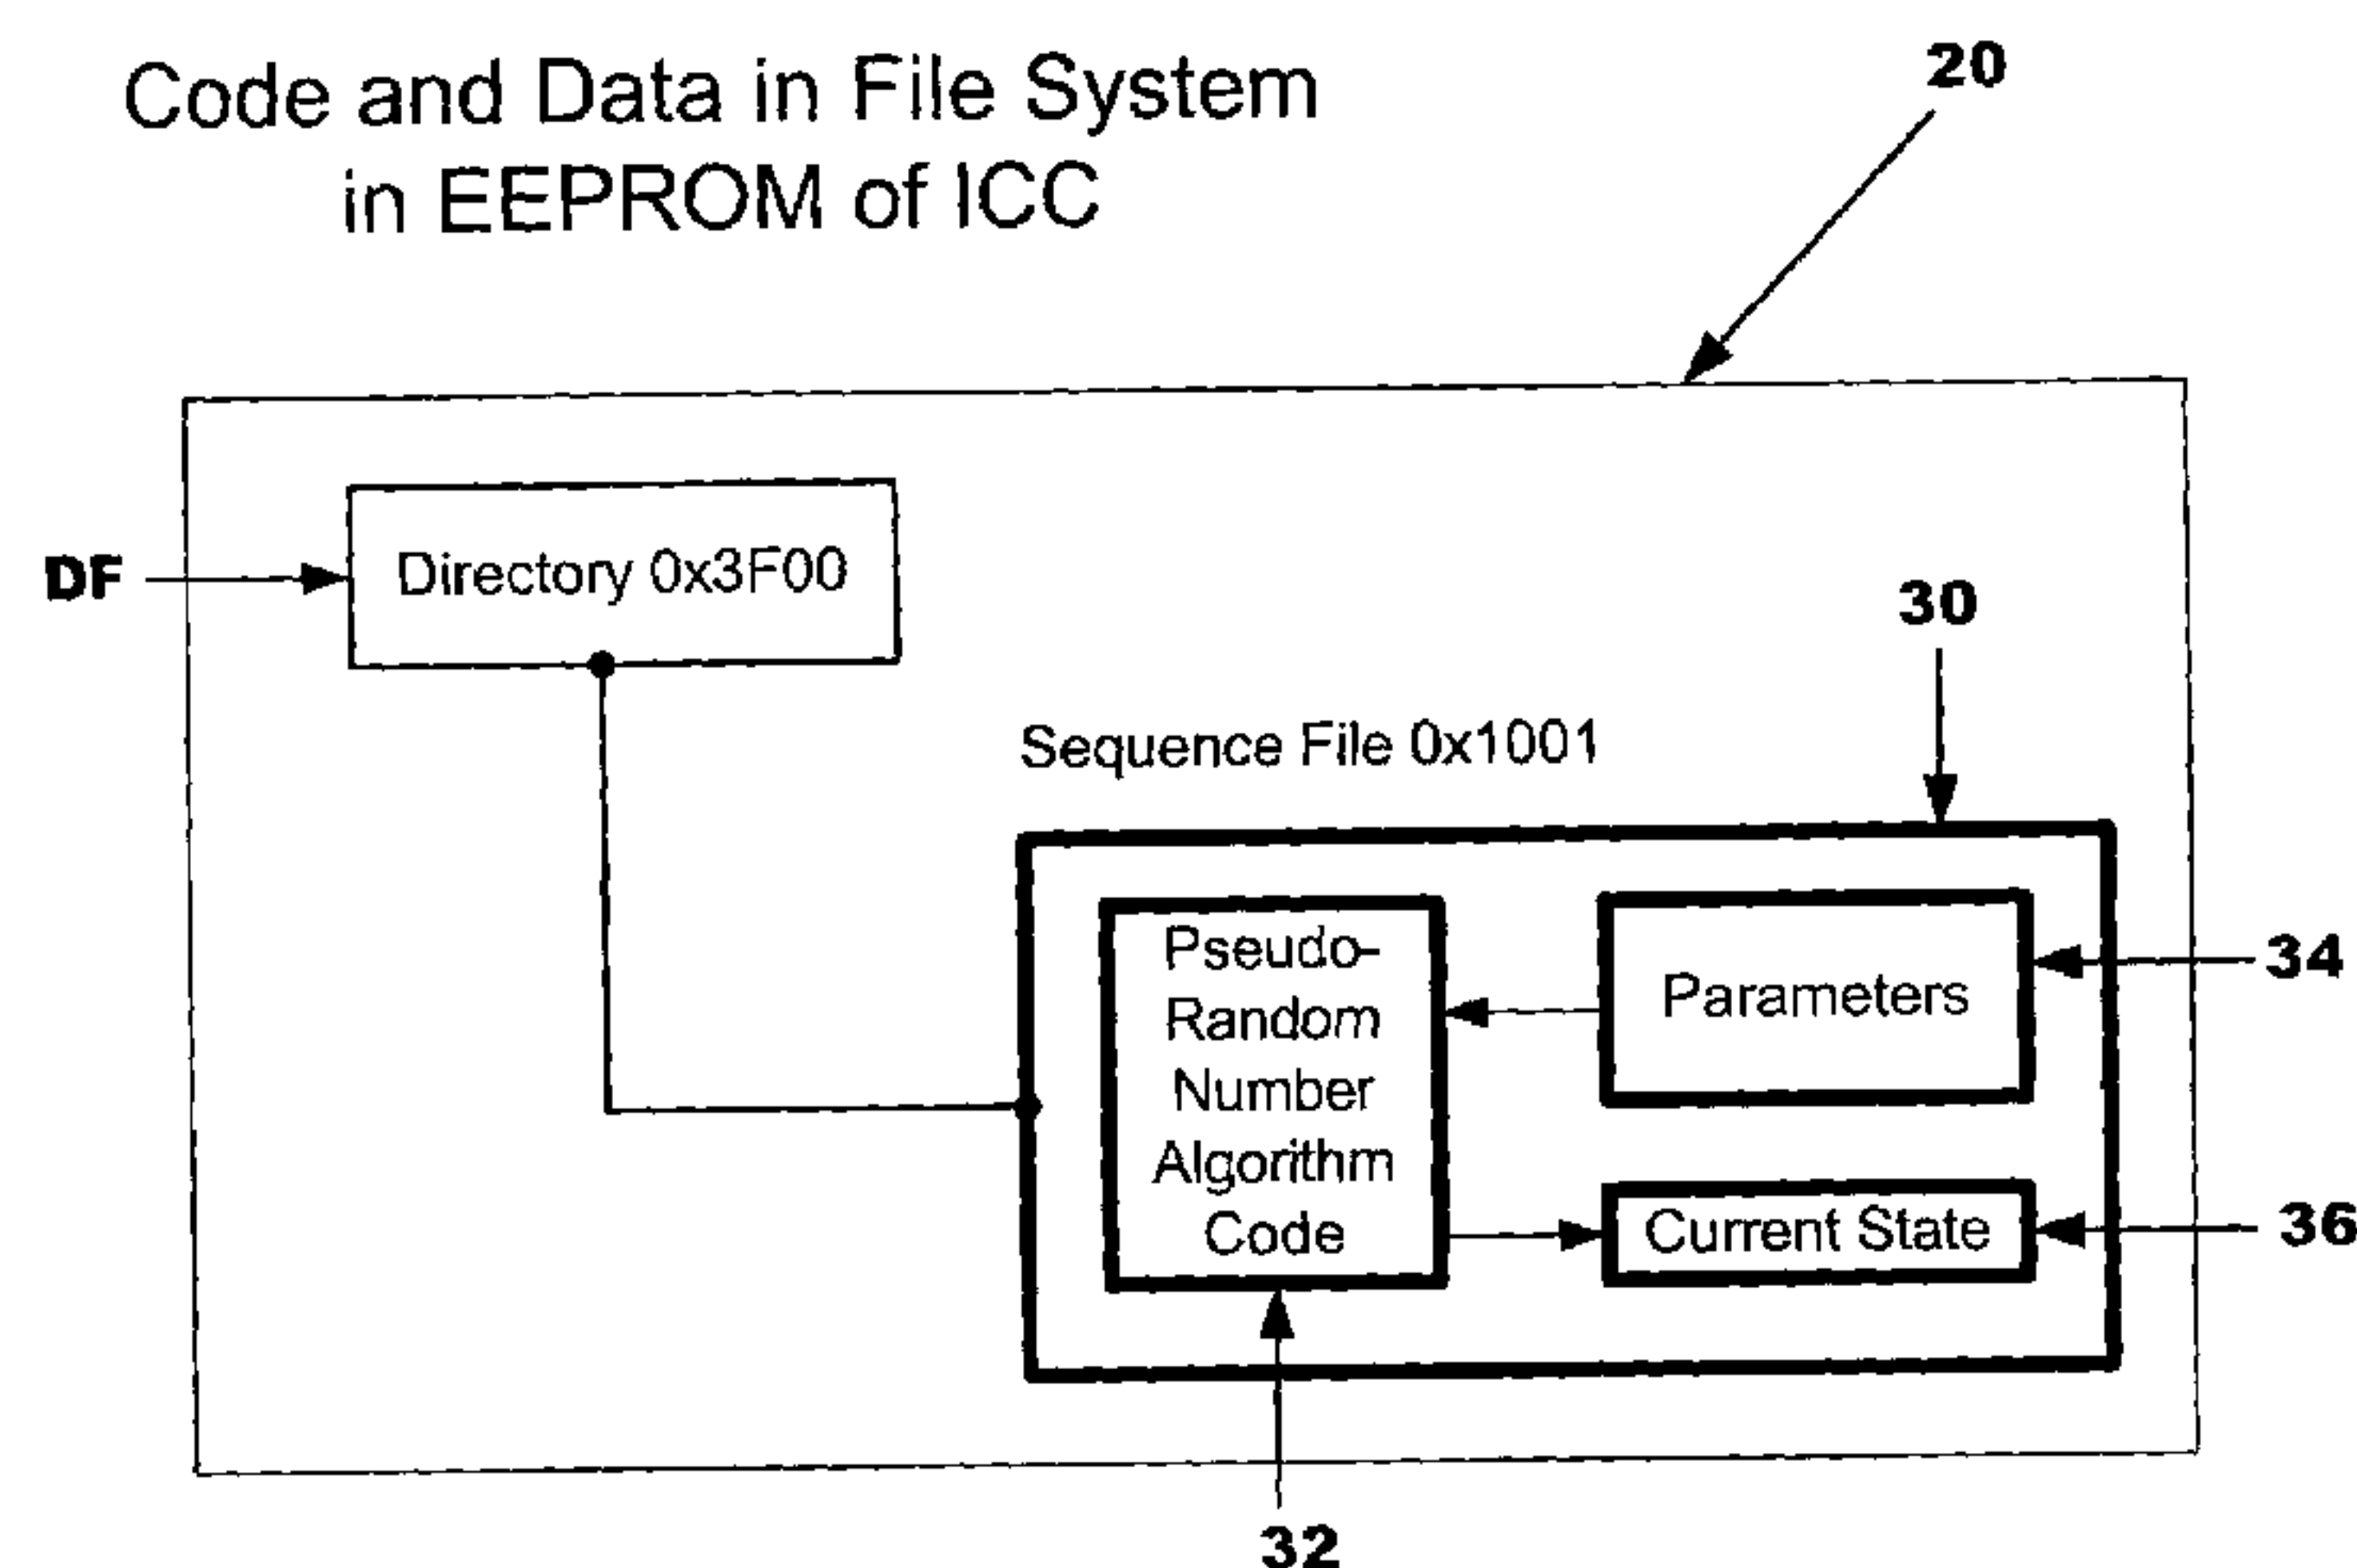 Code and Data in File System
in EEPROM of ICC
20
DF
Directory 0x3F00
30
Sequence File 0x1001
Pseudo-
Random
Number
Algorithm
Code
Parameters
34
Current State
36
32